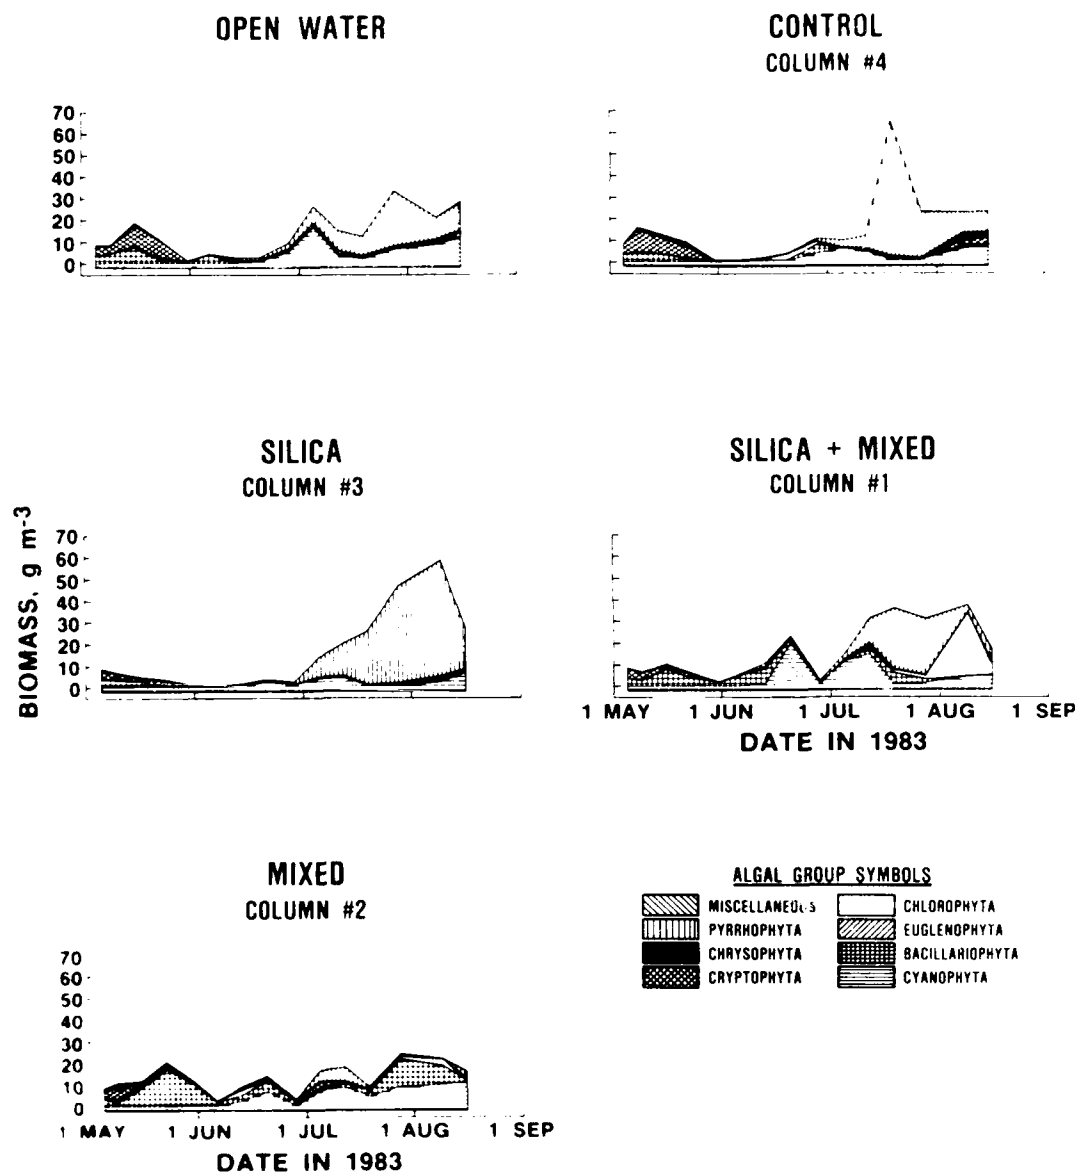 OPEN WATER
CONTROL
COLUMN #4
70
60
50
40
30
20
10
0
SILICA
COLUMN #3
SILICA + MIXED
COLUMN #1
BIOMASS, g m-3
70
60
50
40
30
20
10
0
1 MAY 1 JUN 1 JUL 1 AUG 1 SEP
DATE IN 1983
MIXED
COLUMN #2
ALGAL GROUP SYMBOLS
MISCELLANEOUS
PYRRHOPHYTA
CHRYSOPHYTA
CRYPTOPHYTA
CHLOROPHYTA
EUGLENOPHYTA
BACILLARIOPHYTA
CYANOPHYTA
70
60
50
40
30
20
10
0
1 MAY 1 JUN 1 JUL 1 AUG 1 SEP
DATE IN 1983